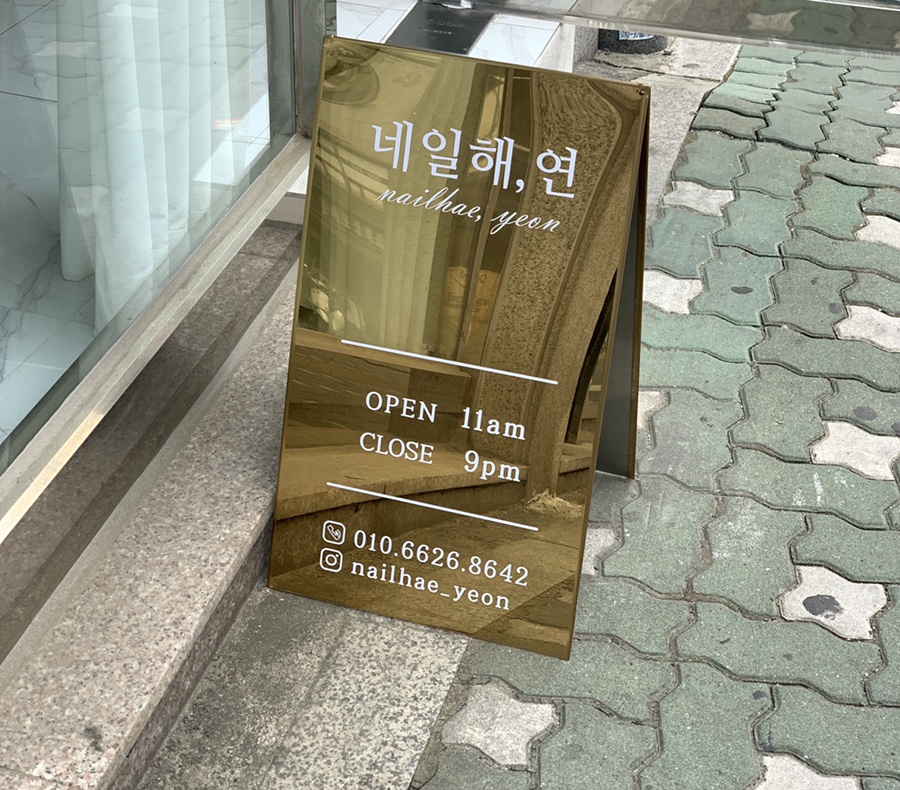 네일해, 연
nailhae, yeon
OPEN 11am
CLOSE 9pm
010.6626.8642
nailhae_yeon